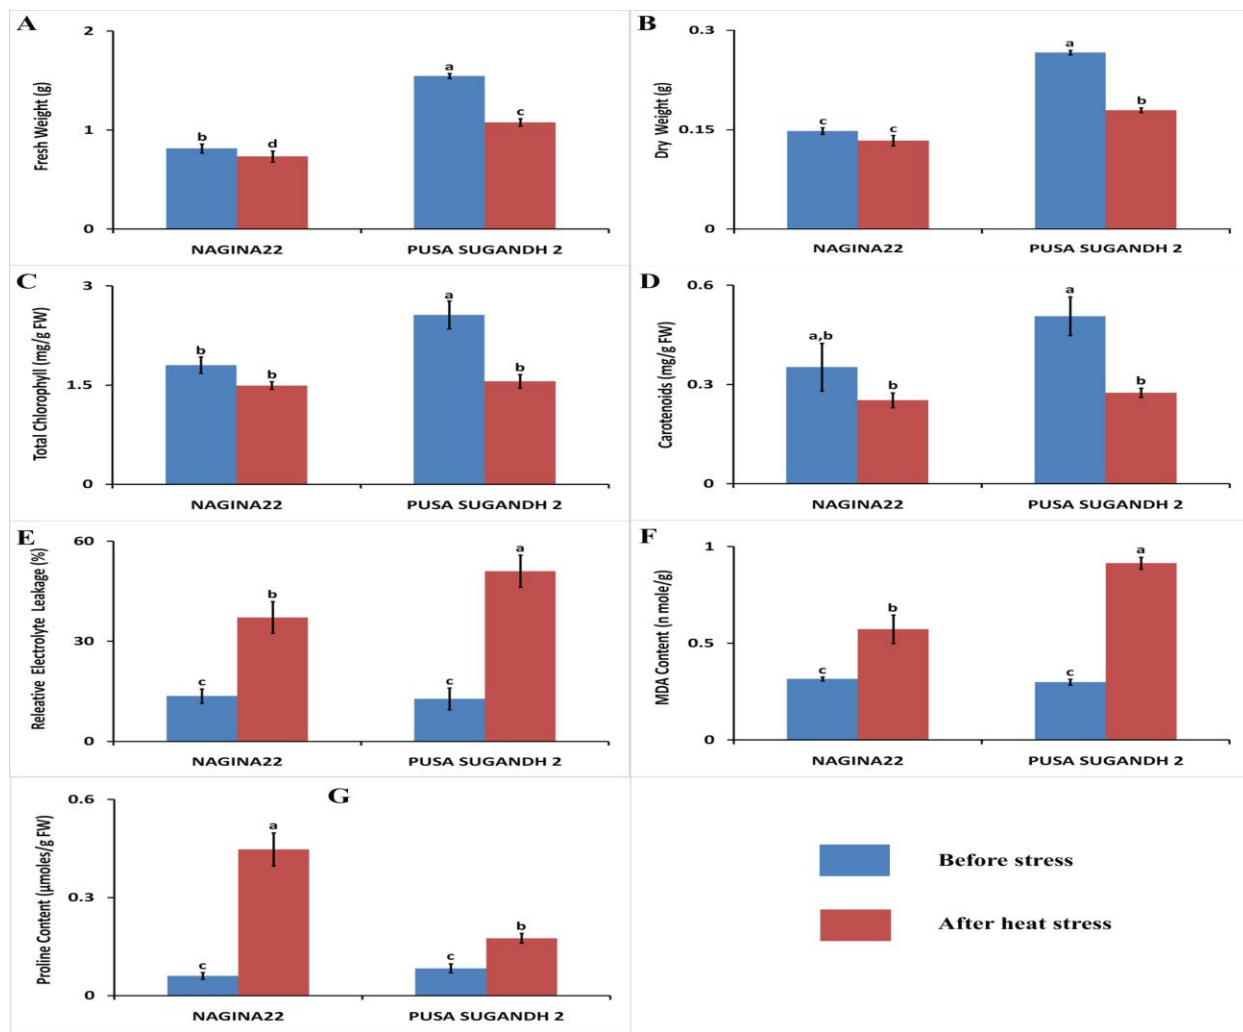 A
Fresh Weight (g)
2
1
0
b
d
a
c
NAGINA22
PUSA SUGANDH 2
B
Dry Weight (g)
0.3
0.15
0
c
c
a
b
NAGINA22
PUSA SUGANDH 2
C
Total Chlorophyll (mg/g FW)
3
1.5
0
b
b
a
b
NAGINA22
PUSA SUGANDH 2
D
Carotenoids (mg/g FW)
0.6
0.3
0
a,b
b
a
b
NAGINA22
PUSA SUGANDH 2
E
Releative Electrolyte Leakage (%)
60
30
0
c
b
c
a
NAGINA22
PUSA SUGANDH 2
F
MDA Content (n mole/g)
1
0.5
0
c
b
c
a
NAGINA22
PUSA SUGANDH 2
G
Proline Content (µmoles/g FW)
0.6
0.3
0
c
a
c
b
NAGINA22
PUSA SUGANDH 2
Before stress
After heat stress